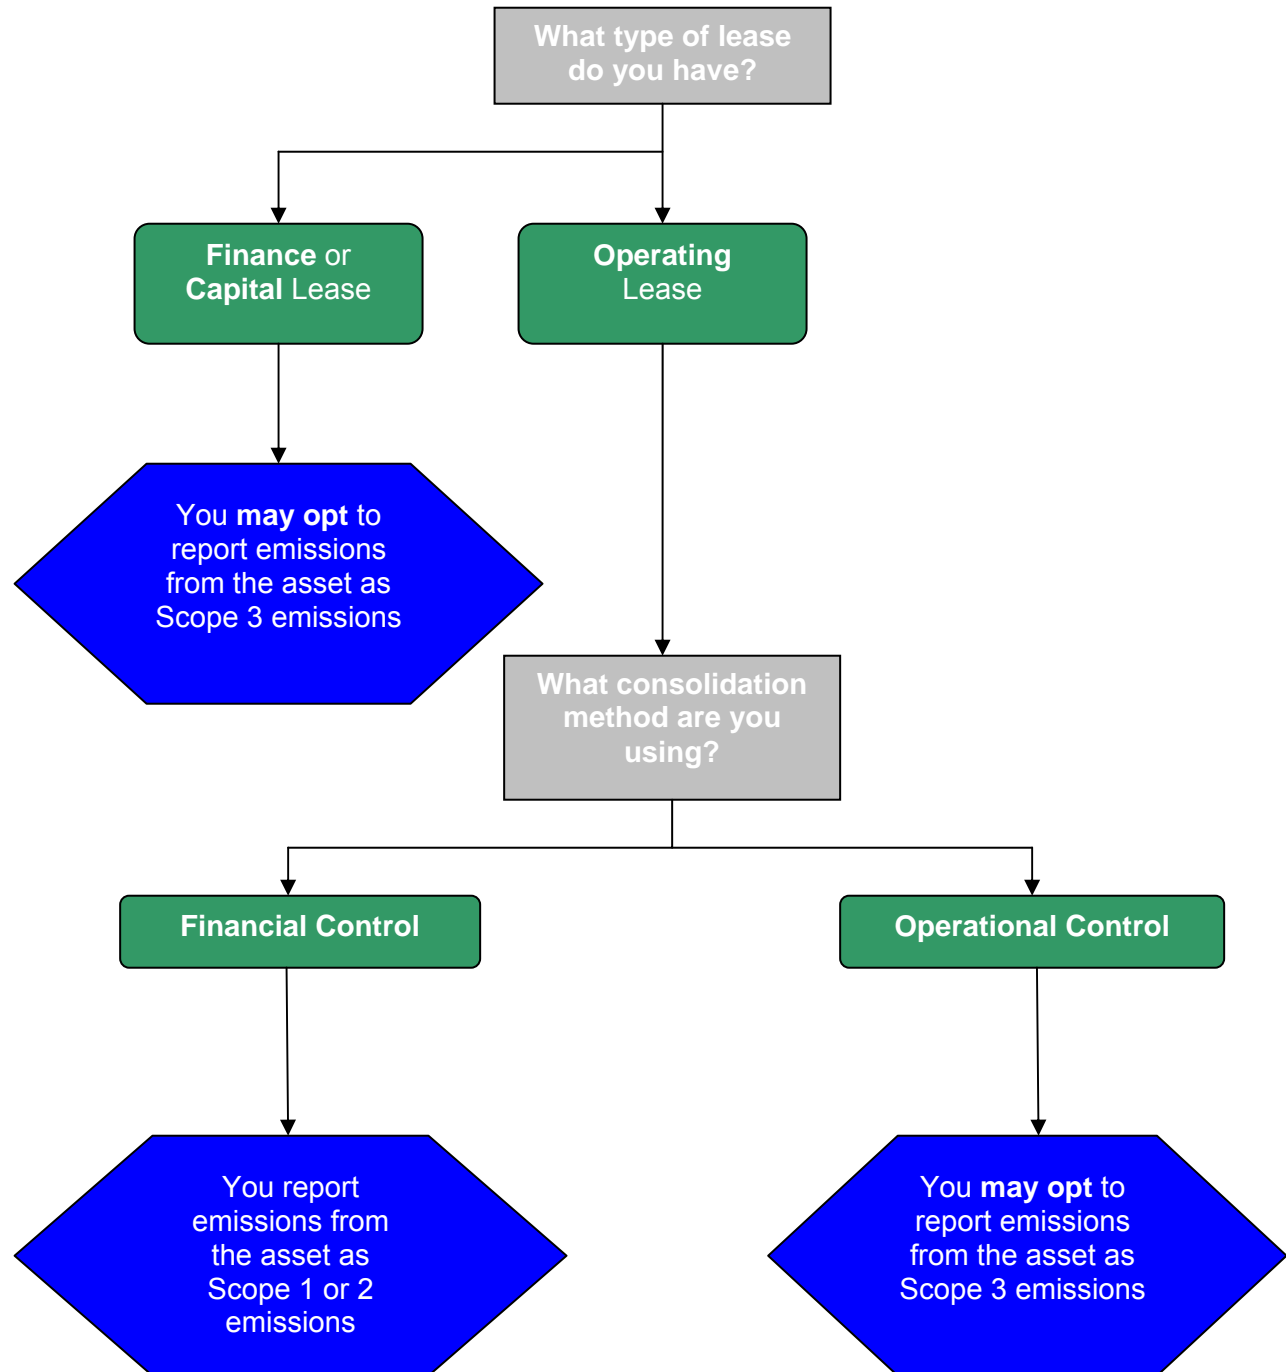 What type of lease
do you have?
Finance or
Capital Lease
Operating
Lease
You may opt to
report emissions
from the asset as
Scope 3 emissions
What consolidation
method are you
using?
Financial Control
Operational Control
You report
emissions from
the asset as
Scope 1 or 2
emissions
You may opt to
report emissions
from the asset as
Scope 3 emissions